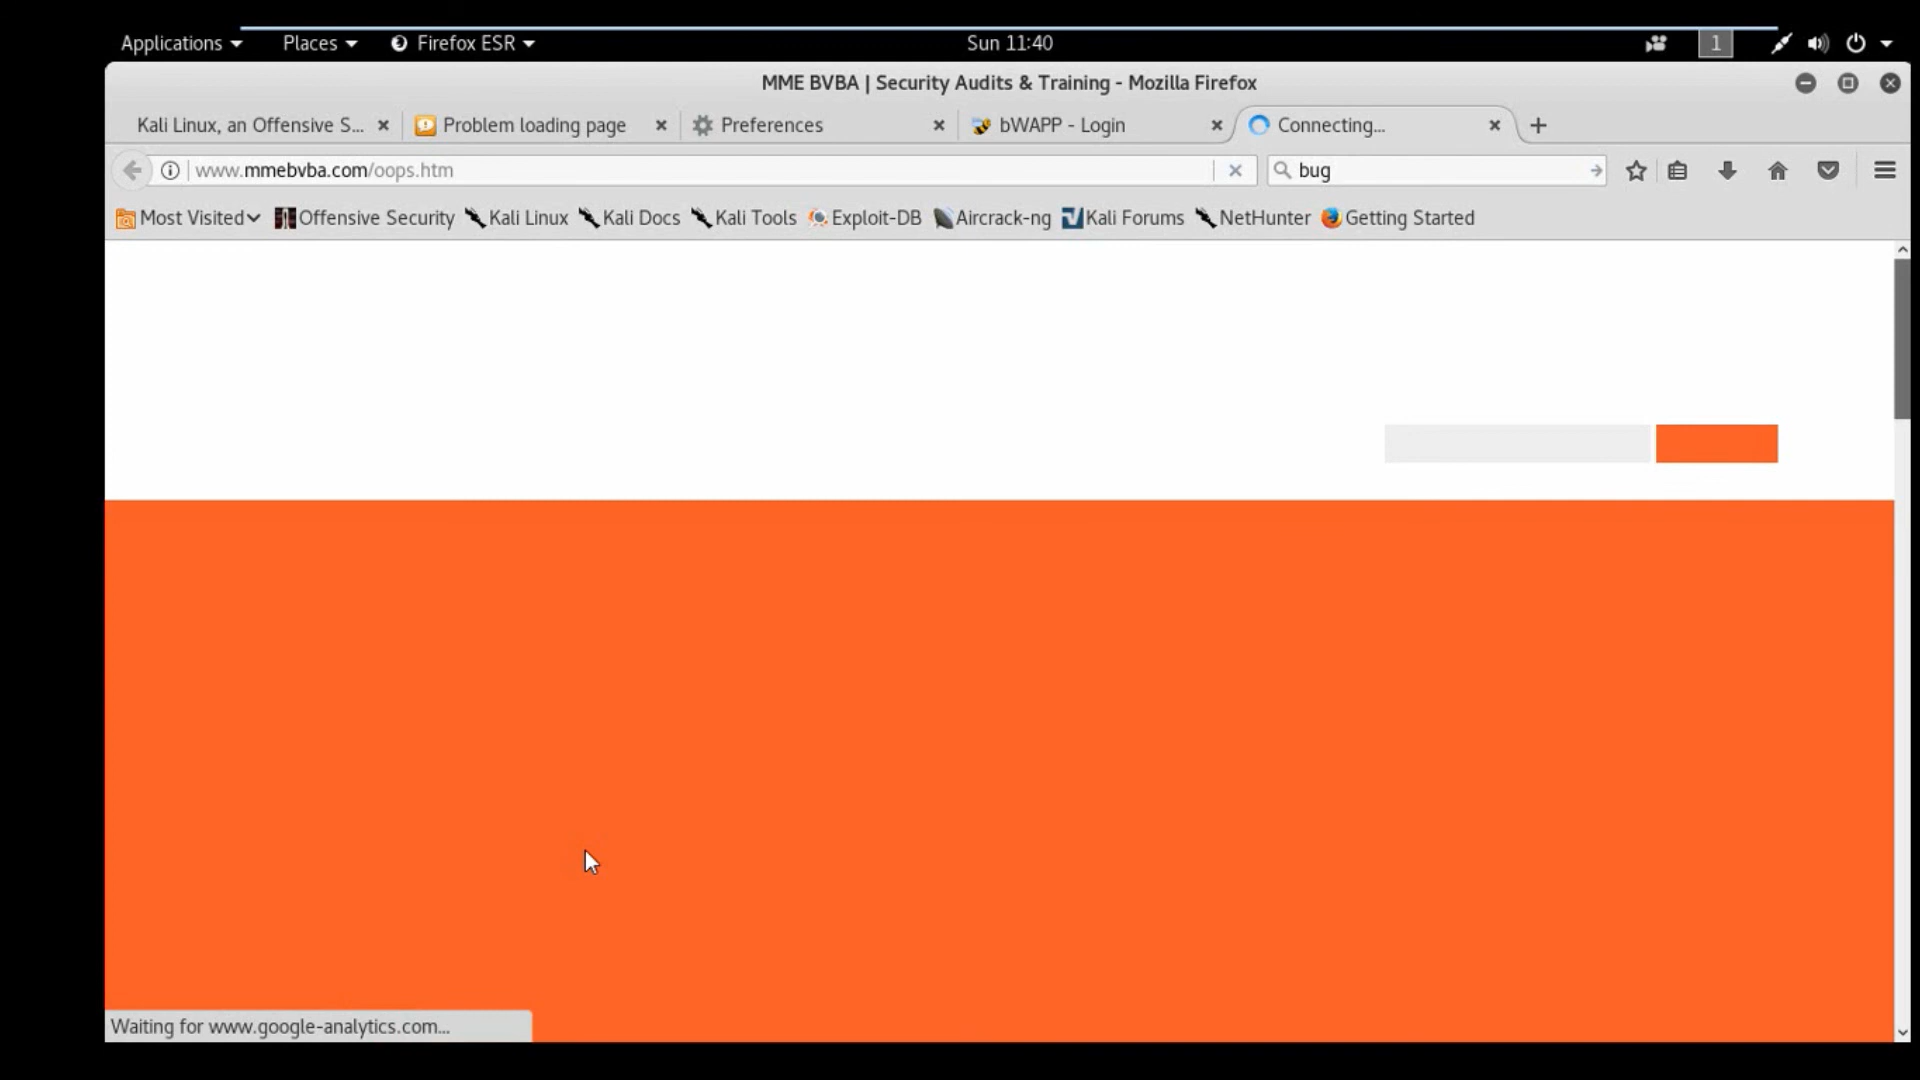 Applications Places Firefox ESR Sun 11:40 1
MME BVBA | Security Audits & Training - Mozilla Firefox
Kali Linux, an Offensive S... Problem loading page Preferences bWAPP - Login Connecting...
www.mmebvba.com/oops.htm bug
Most Visited Offensive Security Kali Linux Kali Docs Kali Tools Exploit-DB Aircrack-ng Kali Forums NetHunter Getting Started
Waiting for www.google-analytics.com...